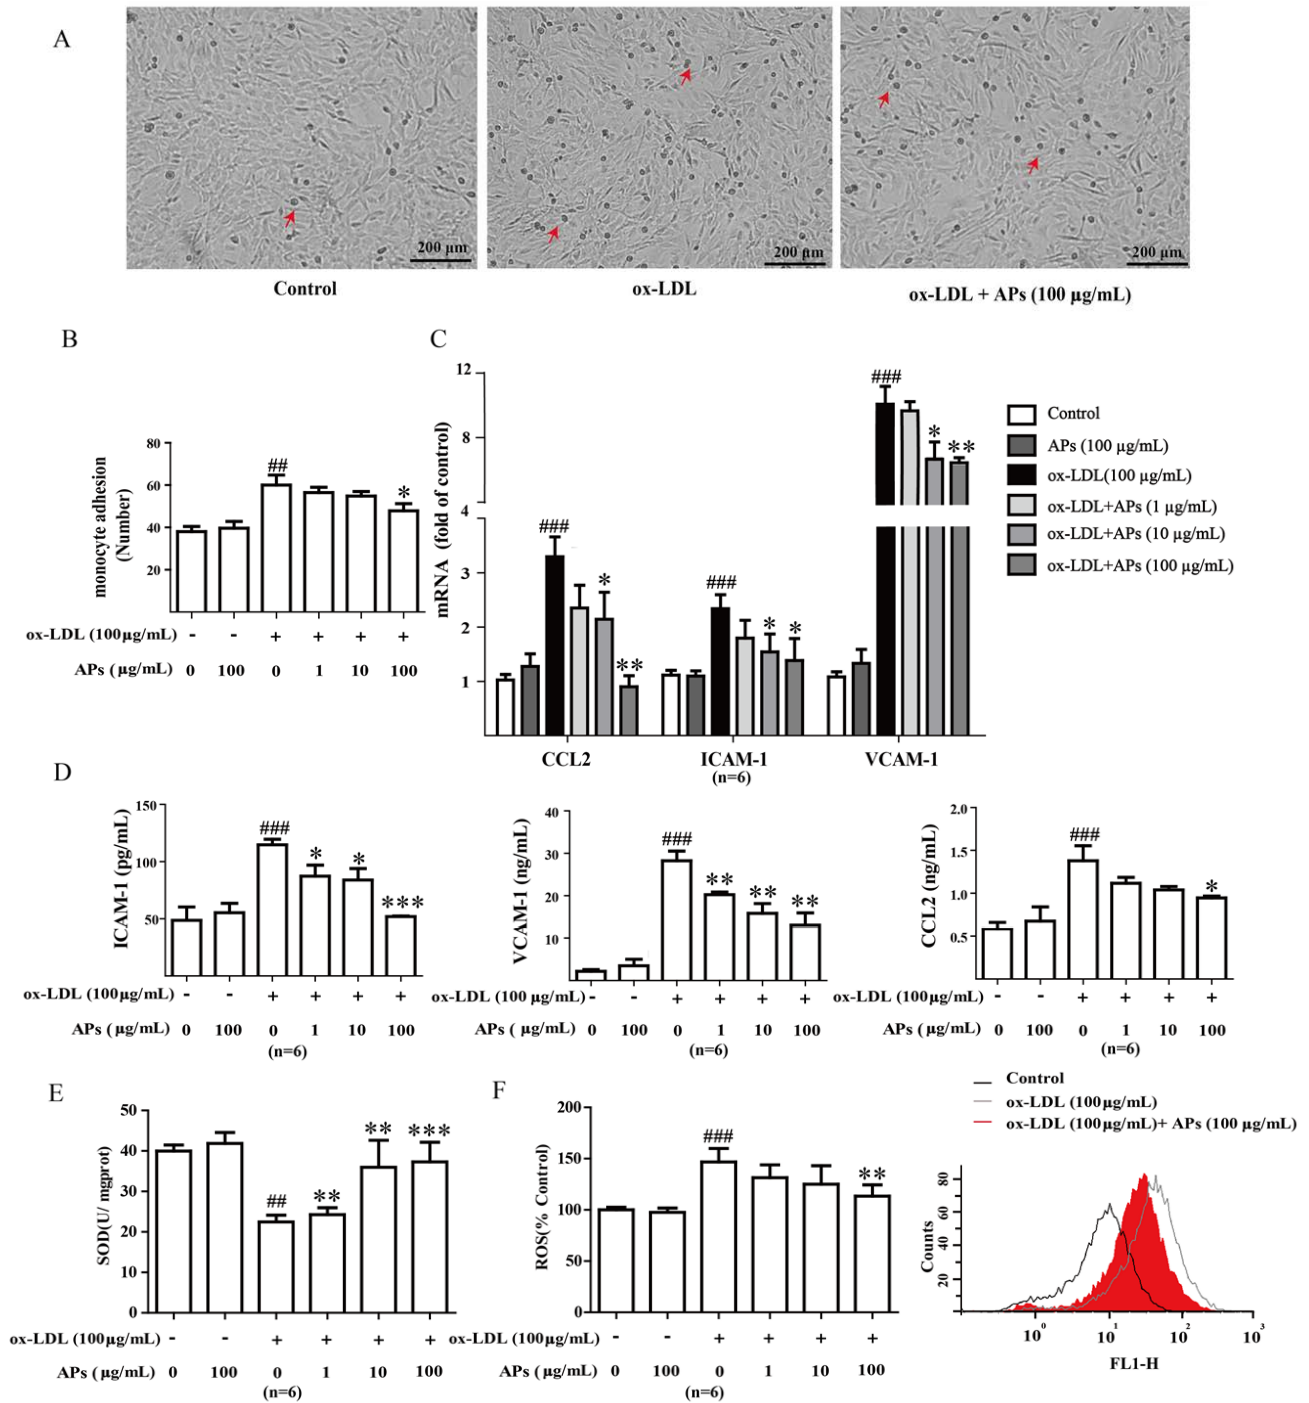 A
200 μm
200 μm
200 μm
Control
ox-LDL
ox-LDL + APs (100 μg/mL)
B
monocyte adhesion
(Number)
80
60
40
20
##
*
ox-LDL (100μg/mL) - - + + + +
APs ( μg/mL) 0 100 0 1 10 100
C
mRNA (fold of control)
12
8
4
3
2
1
###
*
**
###
*
*
###
*
**
CCL2 ICAM-1 VCAM-1
(n=6)
Control
APs (100 μg/mL)
ox-LDL(100 μg/mL)
ox-LDL+APs (1 μg/mL)
ox-LDL+APs (10 μg/mL)
ox-LDL+APs (100 μg/mL)
D
ICAM-1 (pg/mL)
150
100
50
###
*
*
***
ox-LDL (100μg/mL) - - + + + +
APs ( μg/mL) 0 100 0 1 10 100
(n=6)
VCAM-1 (ng/mL)
40
30
20
10
###
**
**
**
ox-LDL (100 μg/mL) - - + + + +
APs ( μg/mL) 0 100 0 1 10 100
(n=6)
CCL2 (ng/mL)
2.0
1.5
1.0
0.5
###
*
ox-LDL (100μg/mL) - - + + + +
APs ( μg/mL) 0 100 0 1 10 100
(n=6)
E
SOD(U/ mgprot)
50
40
30
20
10
0
##
**
**
***
ox-LDL (100μg/mL) - - + + + +
APs ( μg/mL) 0 100 0 1 10 100
(n=6)
F
ROS(% Control)
200
150
100
50
0
###
**
ox-LDL (100μg/mL) - - + + + +
APs ( μg/mL) 0 100 0 1 10 100
(n=6)
Control
ox-LDL (100μg/mL)
ox-LDL (100μg/mL)+ APs (100 μg/mL)
Counts
80
60
40
20
10⁰ 10¹ 10² 10³
FL1-H